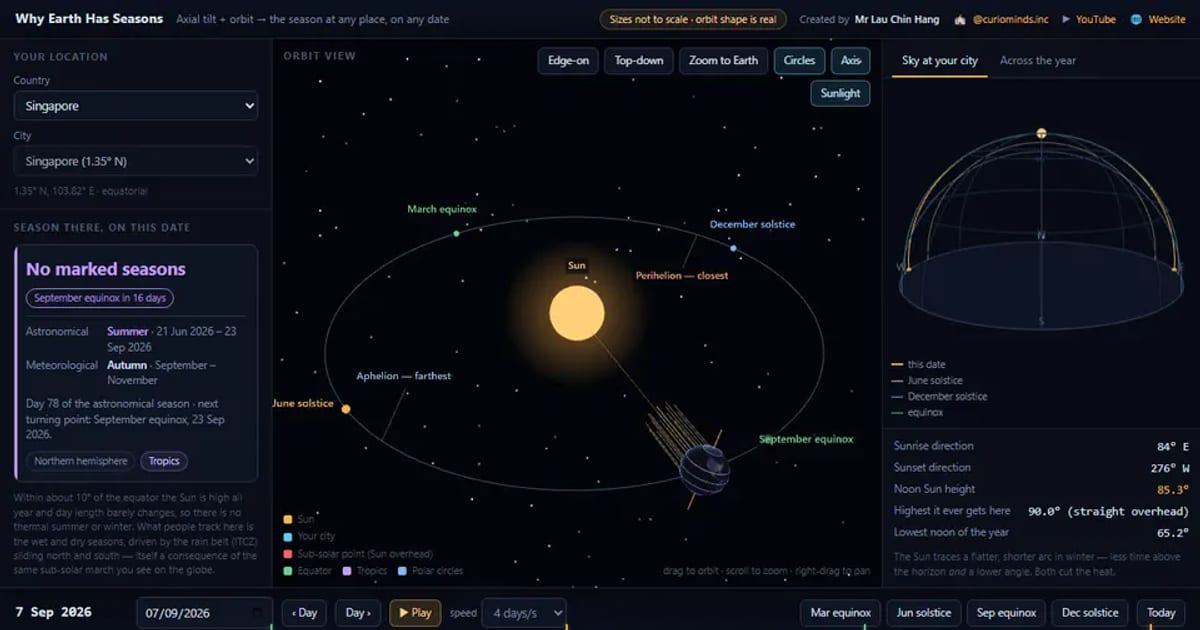 Why Earth Has Seasons
Axial tilt + orbit → the season at any place, on any date
Sizes not to scale · orbit shape is real
Created by Mr Lau Chin Hang
@curiominds.inc
YouTube
Website
YOUR LOCATION
Country
Singapore
City
Singapore (1.35° N)
1.35° N, 103.82° E · equatorial
SEASON THERE, ON THIS DATE
No marked seasons
September equinox in 16 days
Astronomical Summer · 21 Jun 2026 – 23
Sep 2026
Meteorological Autumn · September –
November
Day 78 of the astronomical season · next
turning point: September equinox, 23 Sep
2026.
Northern hemisphere
Tropics
Within about 10° of the equator the Sun is high all
year and day length barely changes, so there is no
thermal summer or winter. What people track here is
the wet and dry seasons, driven by the rain belt (ITCZ)
sliding north and south — itself a consequence of the
same sub-solar march you see on the globe.
ORBIT VIEW
Edge-on
Top-down
Zoom to Earth
Circles
Axis
Sunlight
March equinox
December solstice
Sun
Perihelion — closest
Aphelion — farthest
June solstice
September equinox
Sun
Your city
Sub-solar point (Sun overhead)
Equator
Tropics
Polar circles
drag to orbit · scroll to zoom · right-drag to pan
Sky at your city
Across the year
N
W
E
S
this date
June solstice
December solstice
equinox
Sunrise direction 84° E
Sunset direction 276° W
Noon Sun height 85.3°
Highest it ever gets here 90.0° (straight overhead)
Lowest noon of the year 65.2°
The Sun traces a flatter, shorter arc in winter — less time above
the horizon and a lower angle. Both cut the heat.
7 Sep 2026
07/09/2026
‹ Day
Day ›
▶ Play
speed
4 days/s
Mar equinox
Jun solstice
Sep equinox
Dec solstice
Today